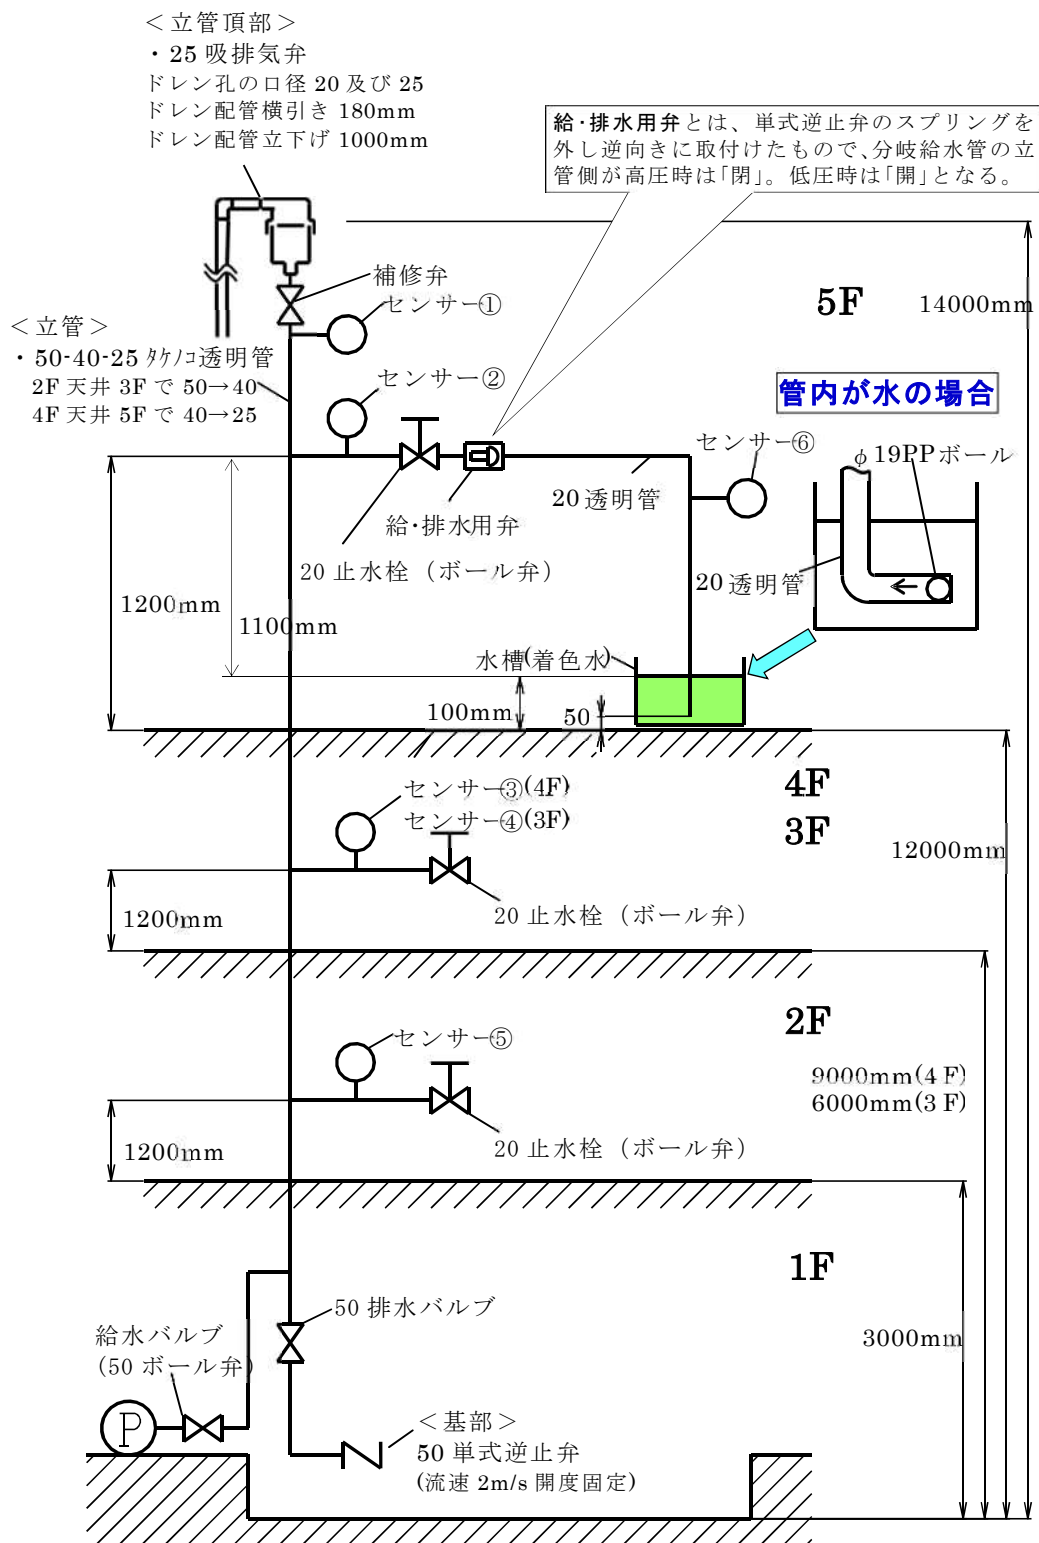 ＜立管頂部＞
・25 吸排気弁
ドレン孔の口径 20 及び 25
ドレン配管横引き 180mm
ドレン配管立下げ 1000mm
給･排水用弁とは、単式逆止弁のスプリングを
外し逆向きに取付けたもので､分岐給水管の立
管側が高圧時は｢閉｣。低圧時は｢開｣となる。
補修弁
センサー①
5F
14000mm
＜立管＞
・50-40-25 ﾀｹﾉｺ透明管
2F 天井 3F で 50→40
4F 天井 5F で 40→25
センサー②
管内が水の場合
センサー⑥
φ19PPボール
20透明管
給･排水用弁
20 止水栓（ボール弁）
20透明管
1200mm
1100mm
水槽(着色水)
100mm
50
センサー③(4F)
センサー④(3F)
4F
3F
12000mm
1200mm
20 止水栓（ボール弁）
2F
センサー⑤
9000mm(4F)
6000mm(3F)
1200mm
20 止水栓（ボール弁）
1F
50 排水バルブ
給水バルブ
(50 ボール弁)
3000mm
P
＜基部＞
50 単式逆止弁
(流速 2m/s 開度固定)